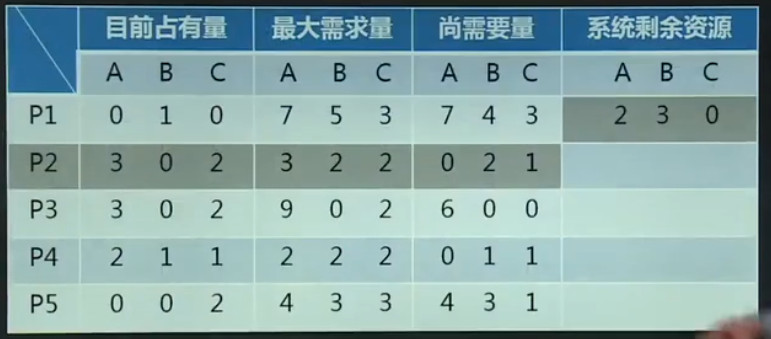 目前占有量 最大需求量 尚需要量 系统剩余资源
A B C A B C A B C A B C
P1 0 1 0 7 5 3 7 4 3 2 3 0
P2 3 0 2 3 2 2 0 2 1
P3 3 0 2 9 0 2 6 0 0
P4 2 1 1 2 2 2 0 1 1
P5 0 0 2 4 3 3 4 3 1